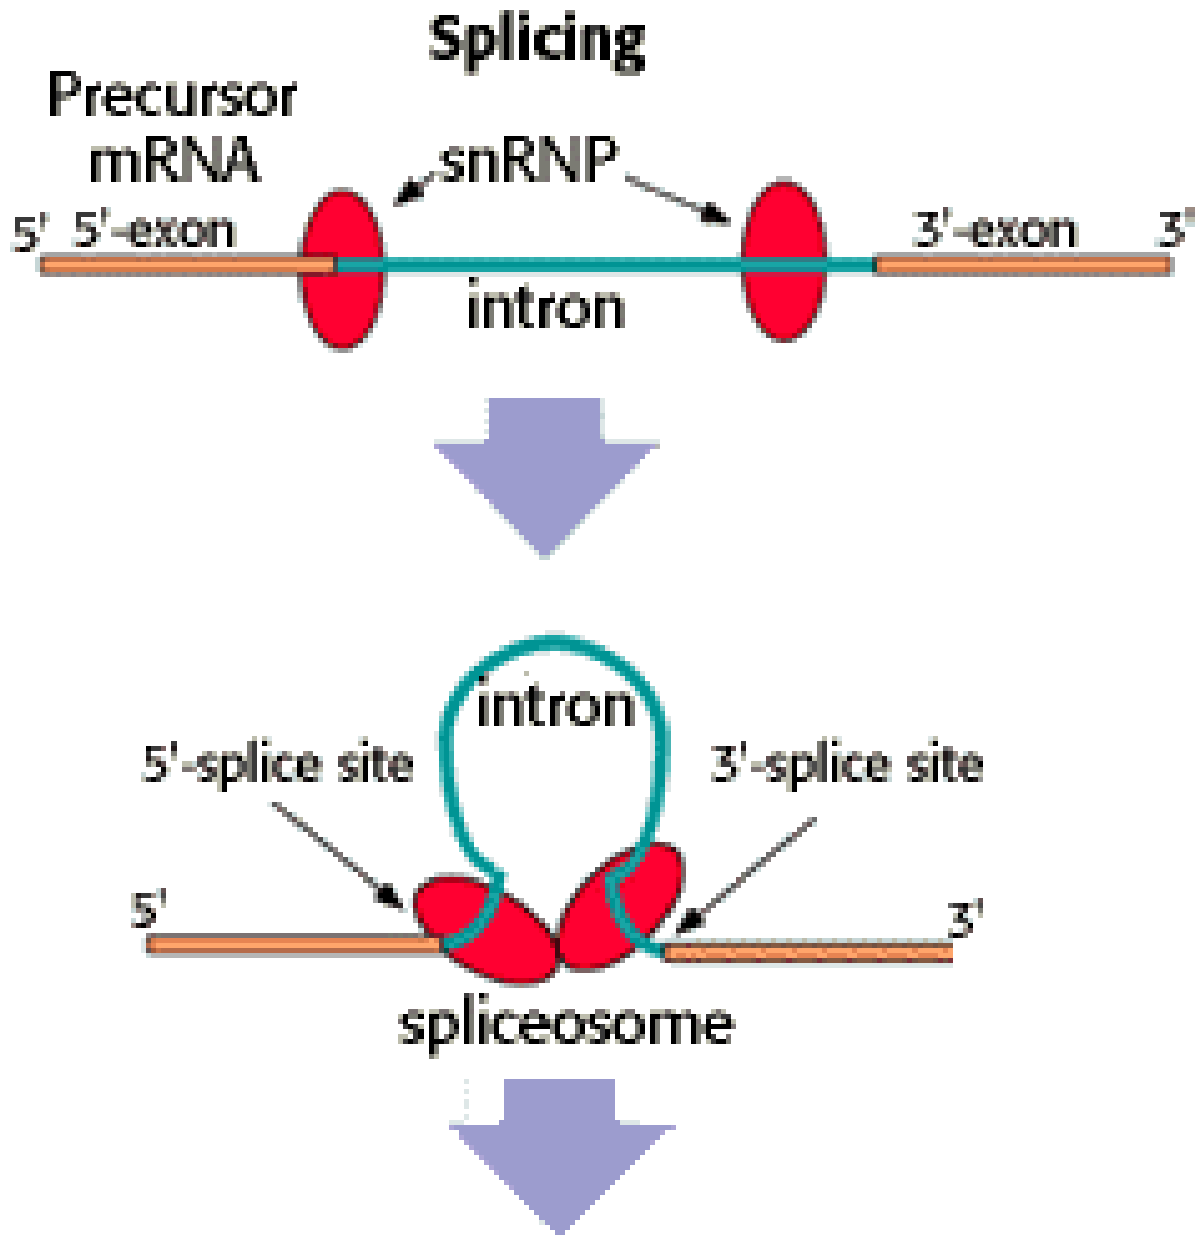 Splicing
Precursor
mRNA
snRNP
5' 5'-exon
3'-exon 3'
intron
intron
5'-splice site
3'-splice site
5'
3'
spliceosome